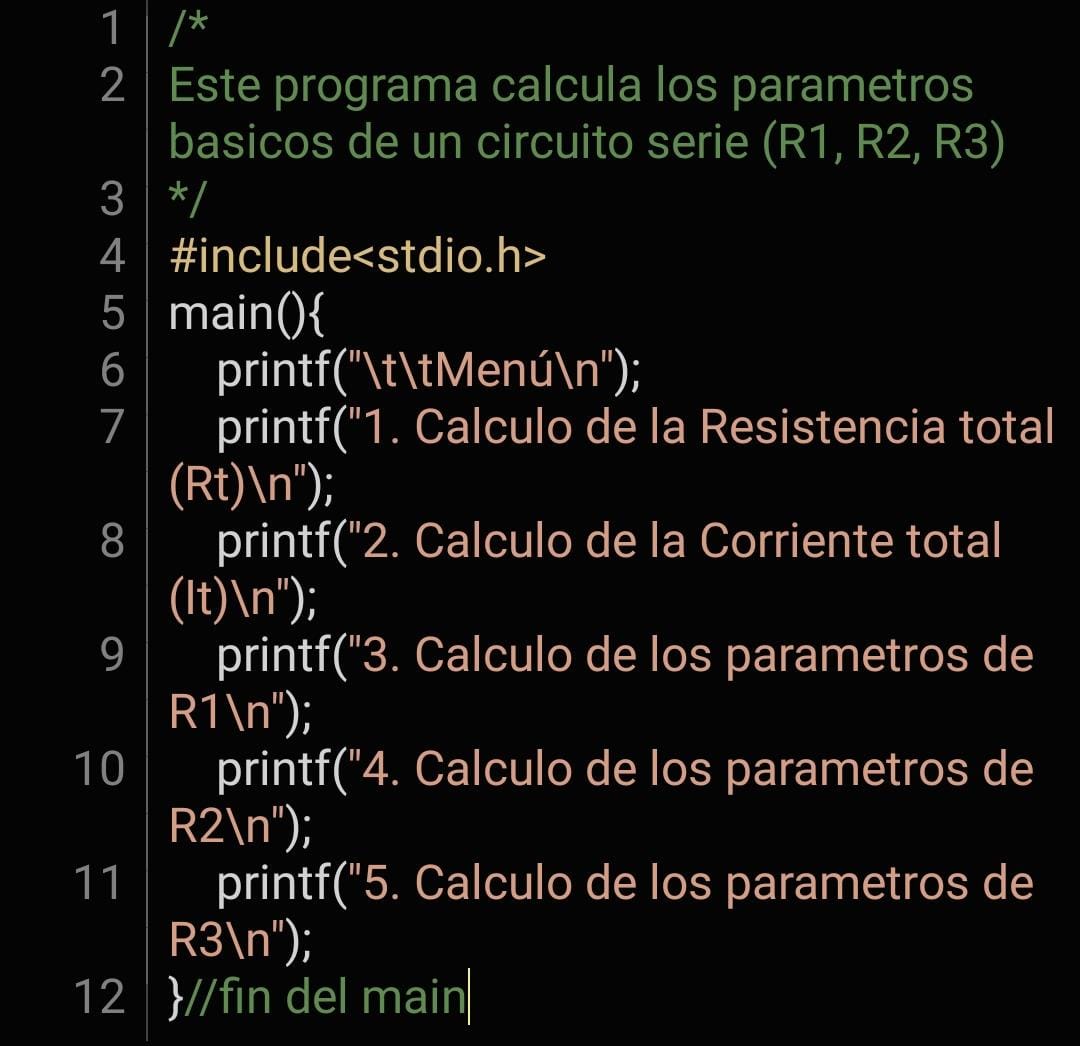 1 /*
2 Este programa calcula los parametros
basicos de un circuito serie (R1, R2, R3)
3 */
4 #include<stdio.h>
5 main(){
6 printf("\t\tMenú\n");
7 printf("1. Calculo de la Resistencia total
(Rt)\n");
8 printf("2. Calculo de la Corriente total
(It)\n");
9 printf("3. Calculo de los parametros de
R1\n");
10 printf("4. Calculo de los parametros de
R2\n");
11 printf("5. Calculo de los parametros de
R3\n");
12 }//fin del main